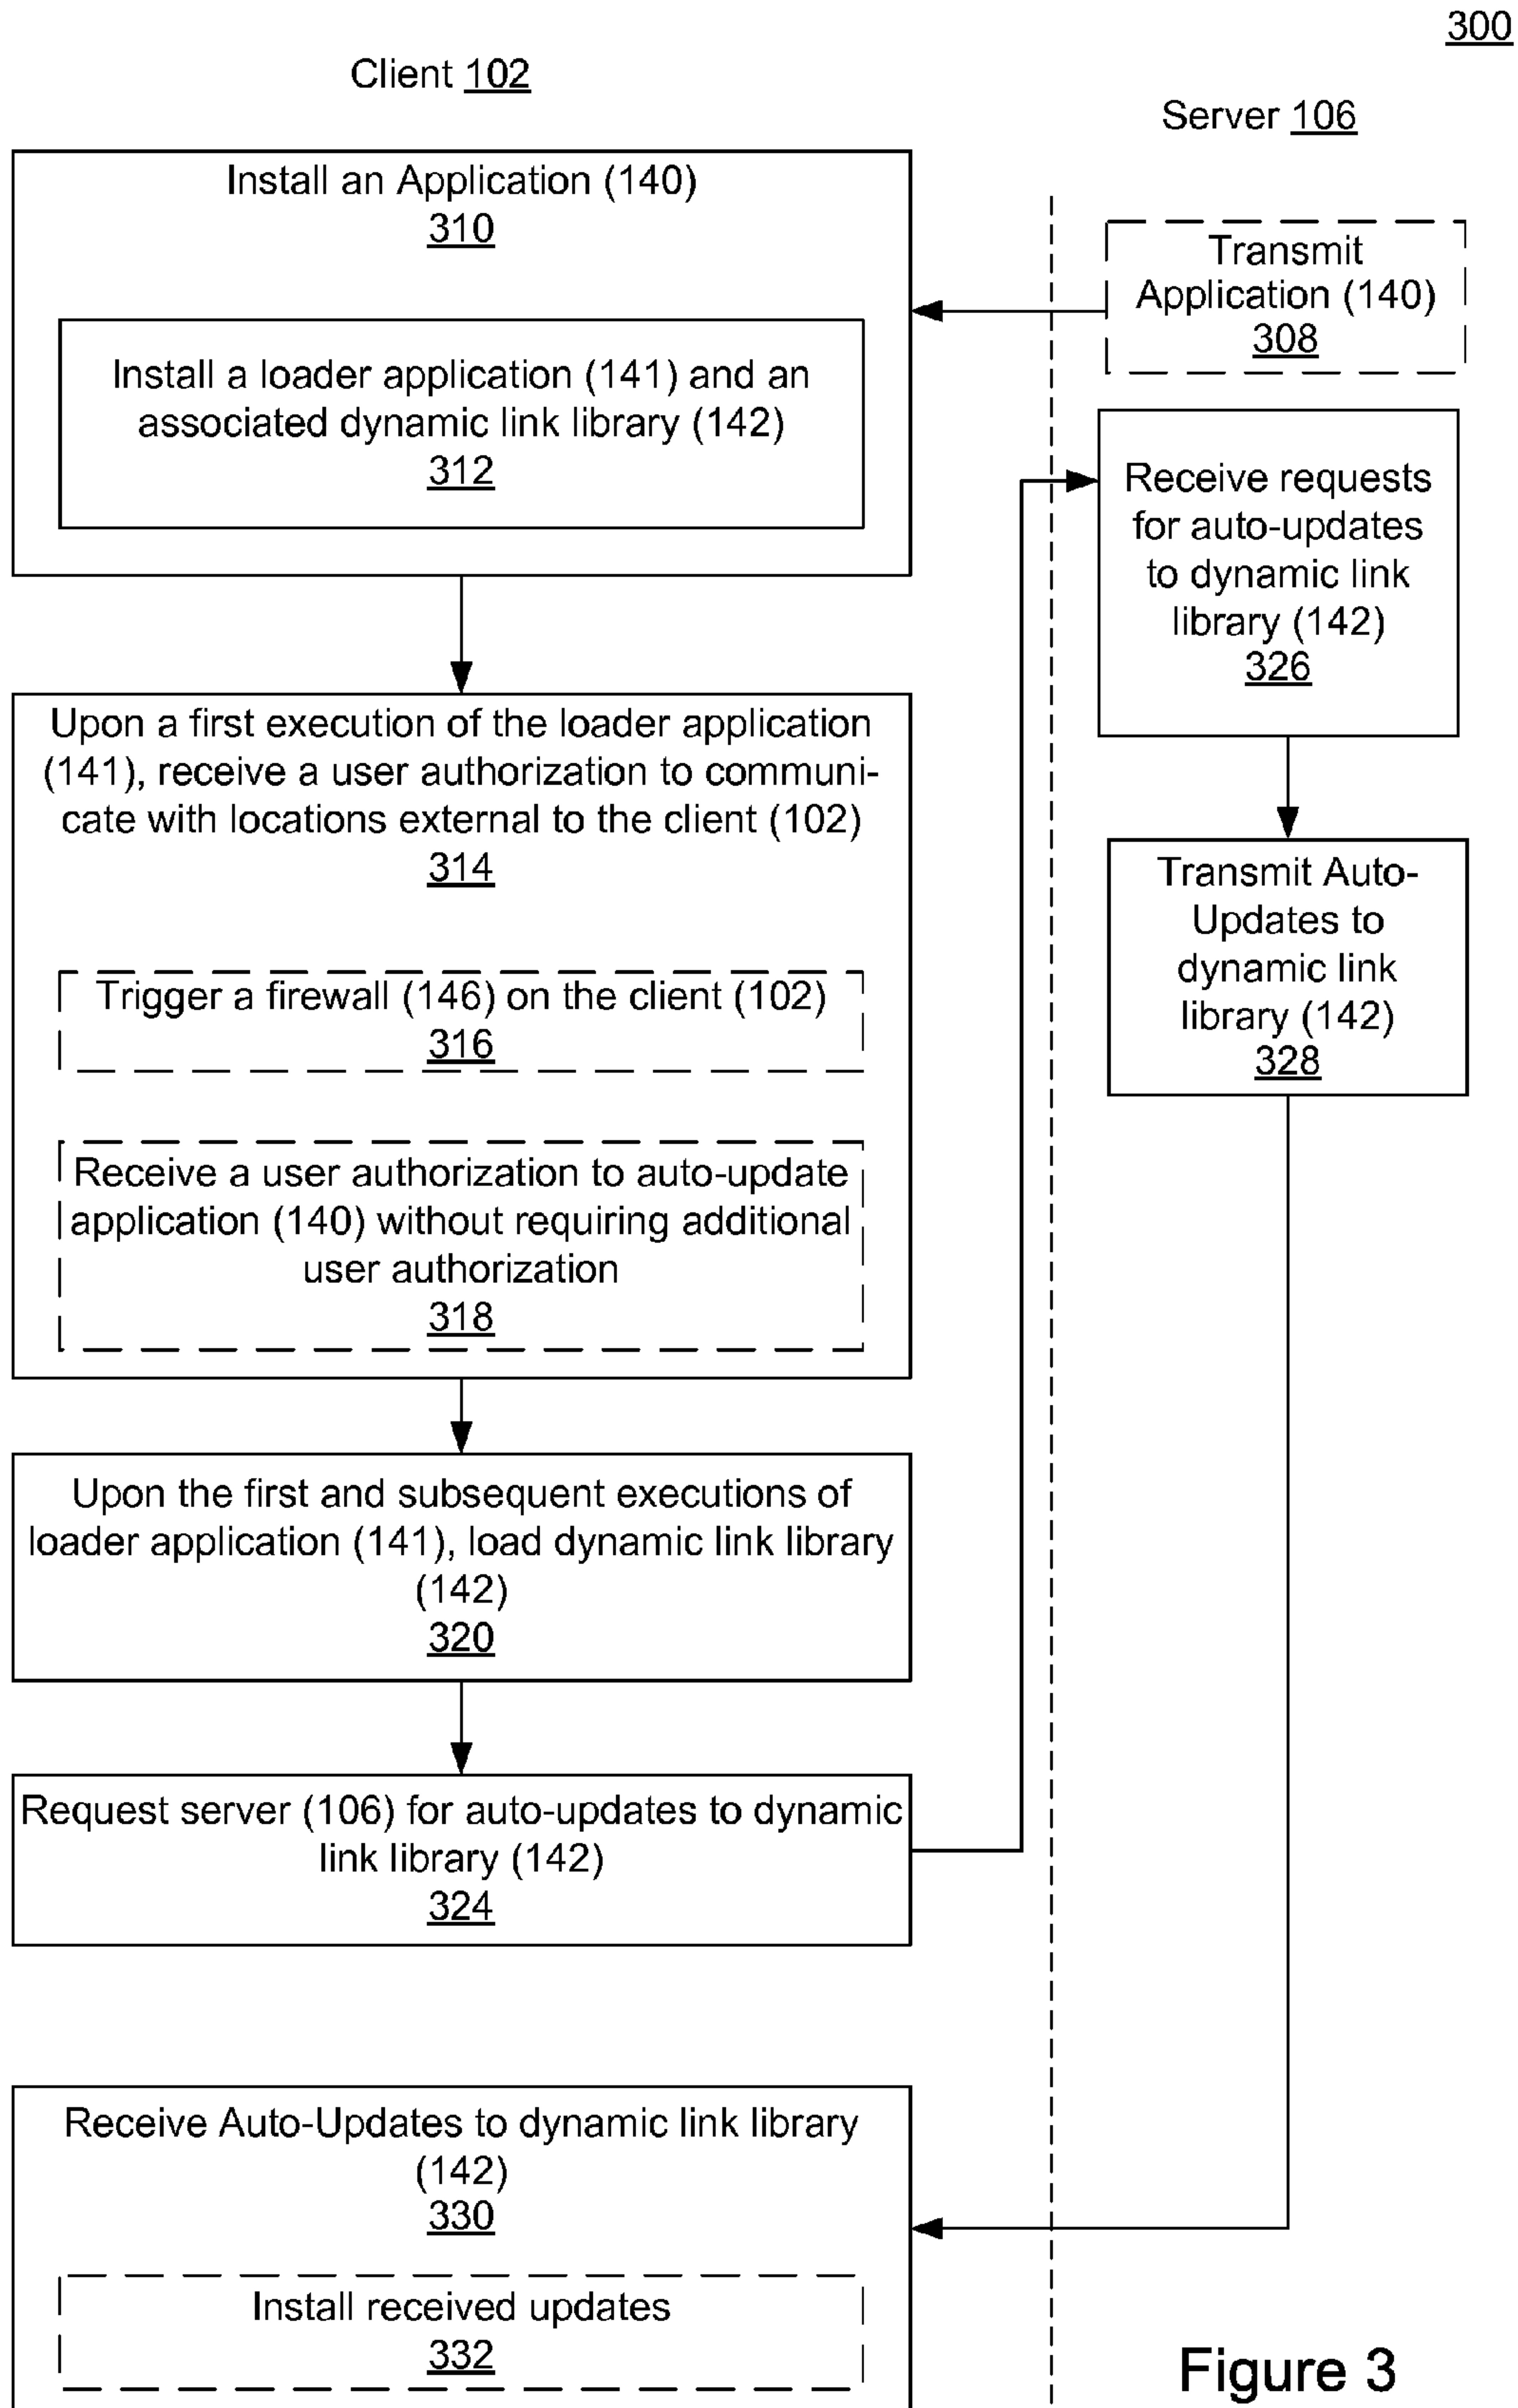 300
Client 102
Server 106
Install an Application (140)
310
Install a loader application (141) and an
associated dynamic link library (142)
312
Transmit
Application (140)
308
Receive requests
for auto-updates
to dynamic link
library (142)
326
Upon a first execution of the loader application
(141), receive a user authorization to communi-
cate with locations external to the client (102)
314
Trigger a firewall (146) on the client (102)
316
Receive a user authorization to auto-update
application (140) without requiring additional
user authorization
318
Transmit Auto-
Updates to
dynamic link
library (142)
328
Upon the first and subsequent executions of
loader application (141), load dynamic link library
(142)
320
Request server (106) for auto-updates to dynamic
link library (142)
324
Receive Auto-Updates to dynamic link library
(142)
330
Install received updates
332
Figure 3